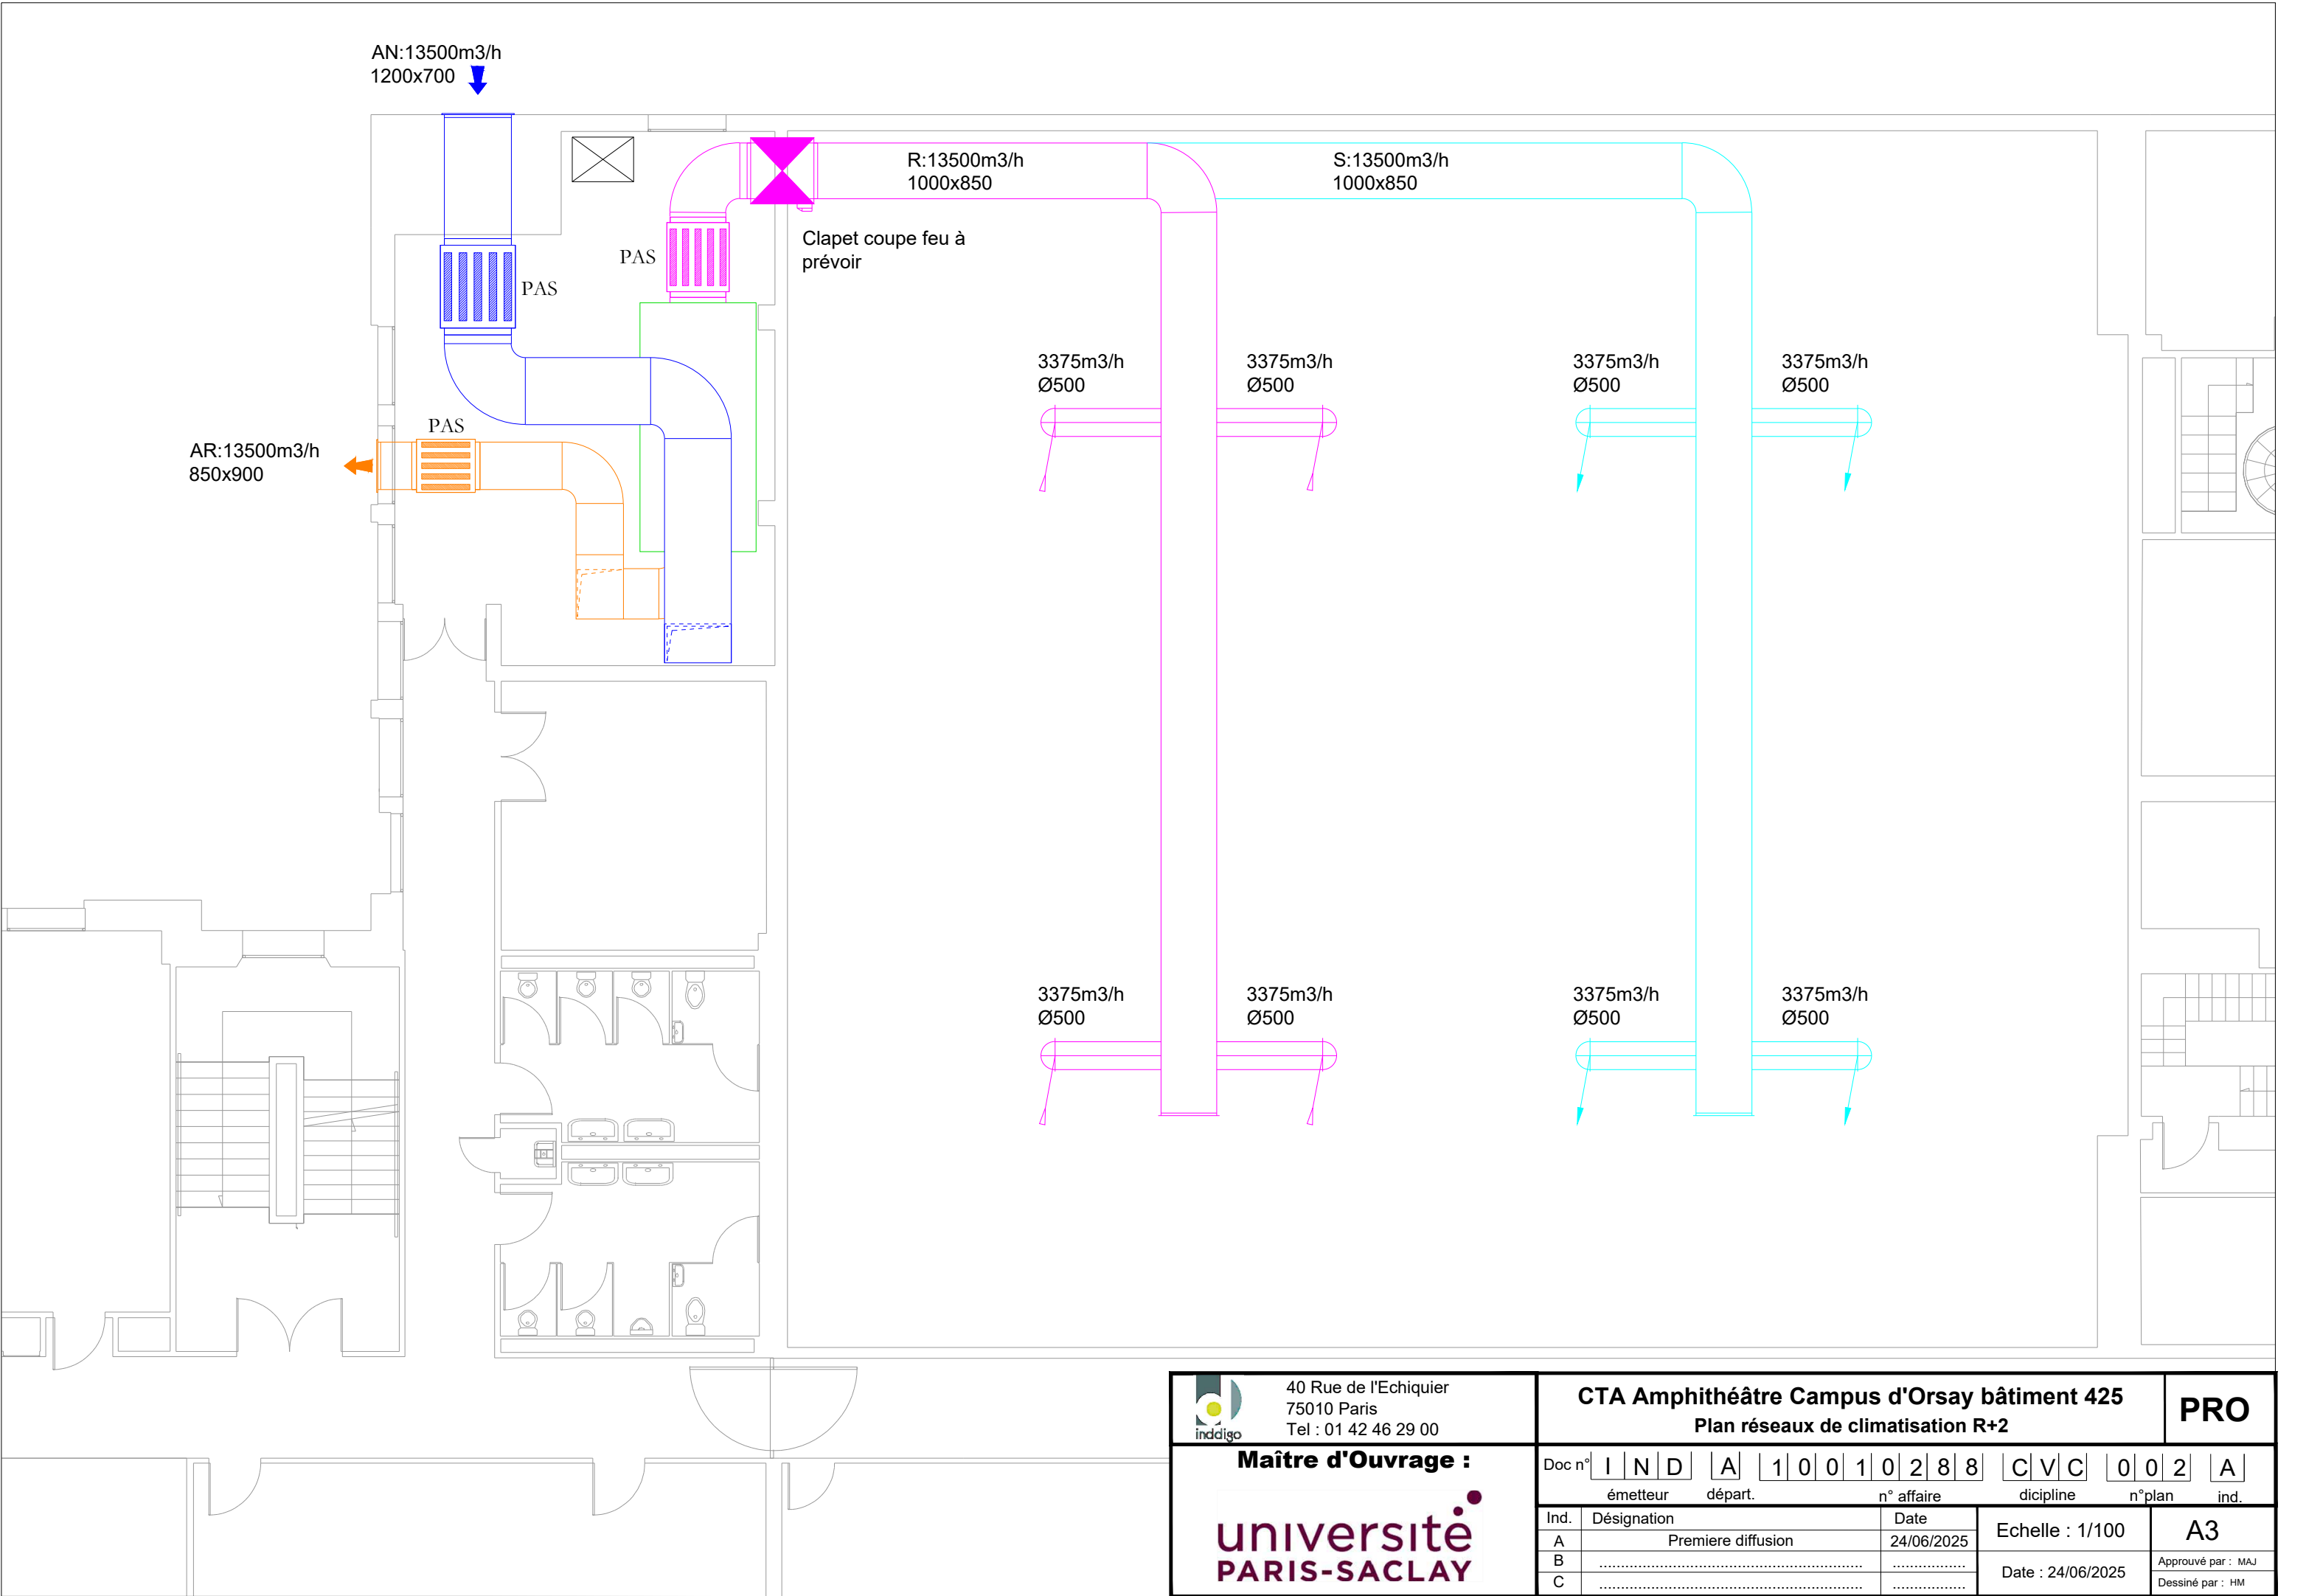 AN:13500m3/h
1200x700
R:13500m3/h
1000x850
S:13500m3/h
1000x850
Clapet coupe feu à
prévoir
PAS
PAS
PAS
AR:13500m3/h
850x900
3375m3/h
Ø500
3375m3/h
Ø500
3375m3/h
Ø500
3375m3/h
Ø500
3375m3/h
Ø500
3375m3/h
Ø500
3375m3/h
Ø500
3375m3/h
Ø500
inddigo
40 Rue de l'Echiquier
75010 Paris
Tel : 01 42 46 29 00
Maître d'Ouvrage :
université
PARIS-SACLAY
CTA Amphithéâtre Campus d'Orsay bâtiment 425
Plan réseaux de climatisation R+2
PRO
Doc n° I N D A 1 0 0 1 0 2 8 8 C V C 0 0 2 A
émetteur départ. n° affaire dicipline n°plan ind.
Ind. Désignation Date
A Premiere diffusion 24/06/2025
B ............................................................ .................
C ............................................................ .................
Echelle : 1/100
A3
Date : 24/06/2025
Approuvé par : MAJ
Dessiné par : HM